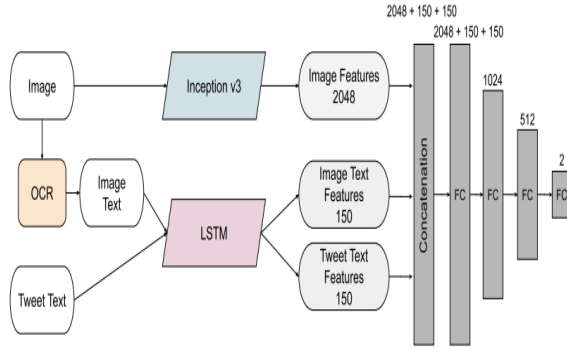 2048 + 150 + 150
2048 + 150 + 150
Image
Inception v3
Image Features
2048
1024
512
2
OCR
Image
Text
Image Text
Features
150
LSTM
Tweet Text
Tweet Text
Features
150
Concatenation
FC
FC
FC
FC